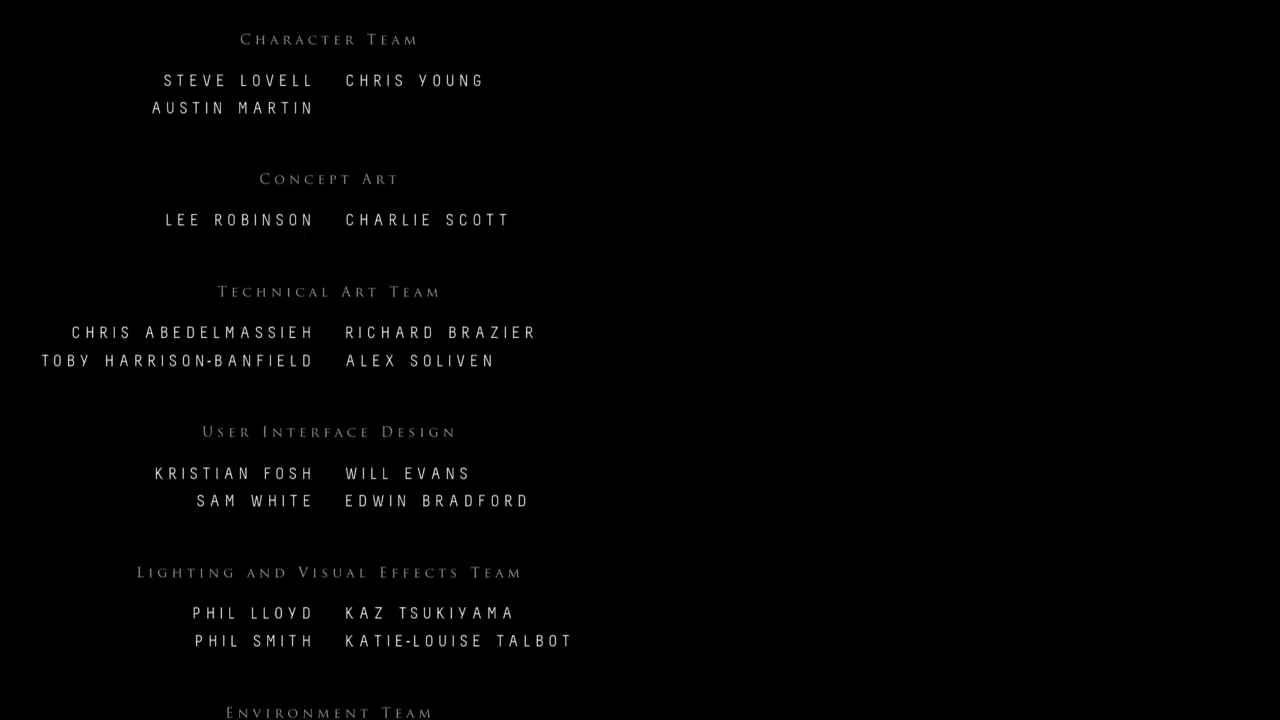 Character Team
STEVE LOVELL CHRIS YOUNG
AUSTIN MARTIN
Concept Art
LEE ROBINSON CHARLIE SCOTT
Technical Art Team
CHRIS ABEDELMASSIEH RICHARD BRAZIER
TOBY HARRISON-BANFIELD ALEX SOLIVEN
User Interface Design
KRISTIAN FOSH WILL EVANS
SAM WHITE EDWIN BRADFORD
Lighting and Visual Effects Team
PHIL LLOYD KAZ TSUKIYAMA
PHIL SMITH KATIE-LOUISE TALBOT
Environment Team